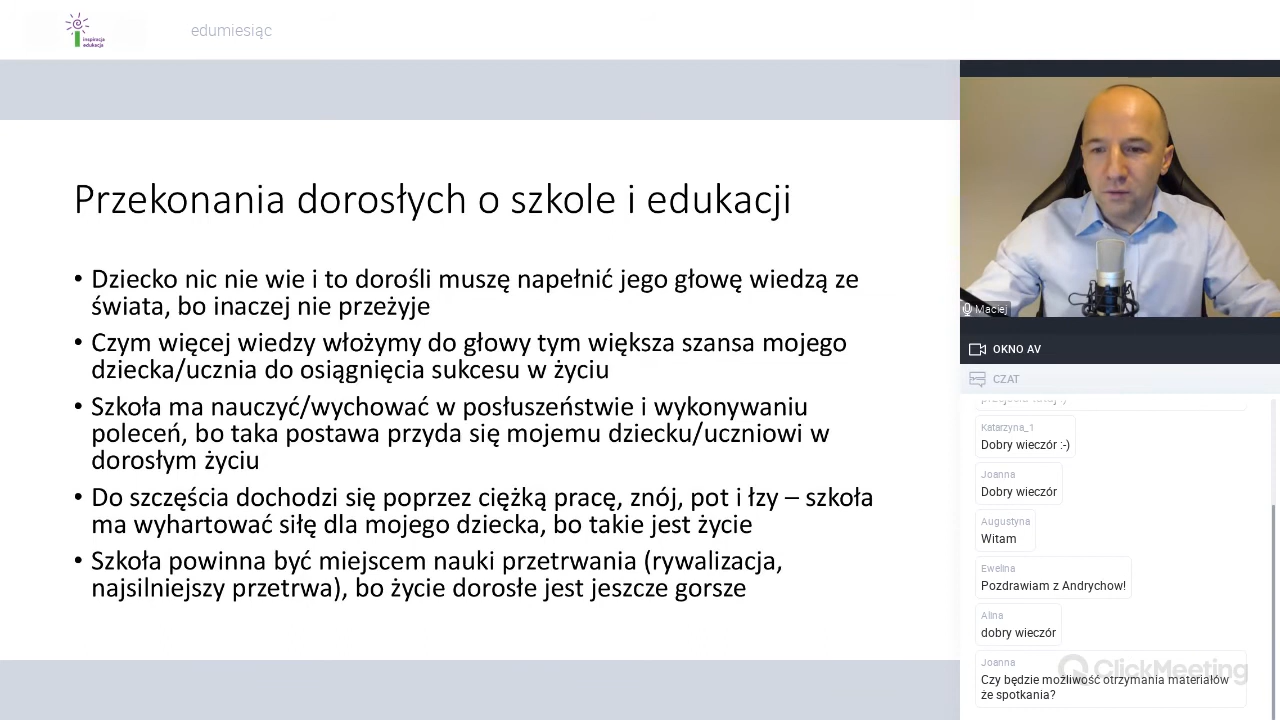 inspiracja
edukacja
edumiesiąc
Przekonania dorosłych o szkole i edukacji
• Dziecko nic nie wie i to dorośli muszę napełnić jego głowę wiedzą ze
świata, bo inaczej nie przeżyje
• Czym więcej wiedzy włożymy do głowy tym większa szansa mojego
dziecka/ucznia do osiągnięcia sukcesu w życiu
• Szkoła ma nauczyć/wychować w posłuszeństwie i wykonywaniu
poleceń, bo taka postawa przyda się mojemu dziecku/uczniowi w
dorosłym życiu
• Do szczęścia dochodzi się poprzez ciężką pracę, znój, pot i łzy – szkoła
ma wyhartować siłę dla mojego dziecka, bo takie jest życie
• Szkoła powinna być miejscem nauki przetrwania (rywalizacja,
najsilniejszy przetrwa), bo życie dorosłe jest jeszcze gorsze
Maciej
OKNO AV
CZAT
Katarzyna_1
Dobry wieczór :-)
Joanna
Dobry wieczór
Augustyna
Witam
Ewelina
Pozdrawiam z Andrychow!
Alina
dobry wieczór
Joanna
Czy będzie możliwość otrzymania materiałów
że spotkania?
ClickMeeting